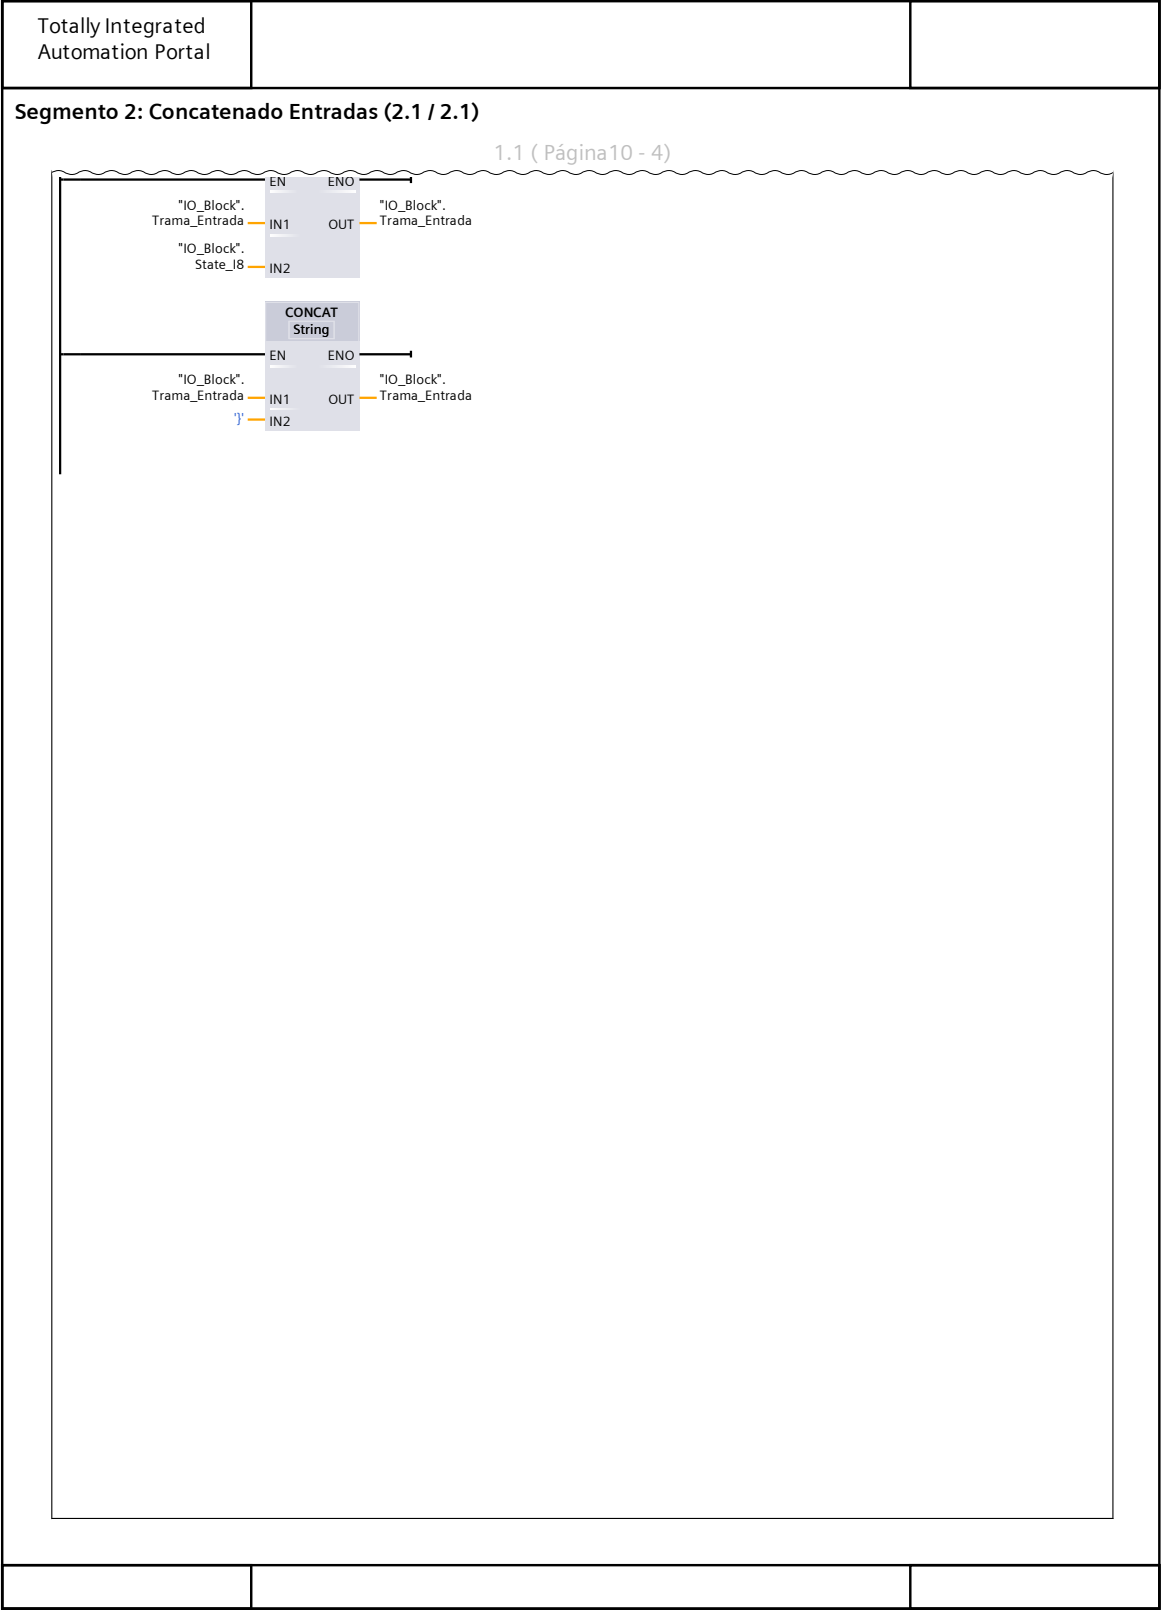 Totally Integrated
Automation Portal
Segmento 2: Concatenado Entradas (2.1 / 2.1)
1.1 ( Página10 - 4)
EN ENO
"IO_Block". "IO_Block".
Trama_Entrada IN1 OUT Trama_Entrada
"IO_Block".
State_I8 IN2
CONCAT
String
EN ENO
"IO_Block". "IO_Block".
Trama_Entrada IN1 OUT Trama_Entrada
'}' IN2